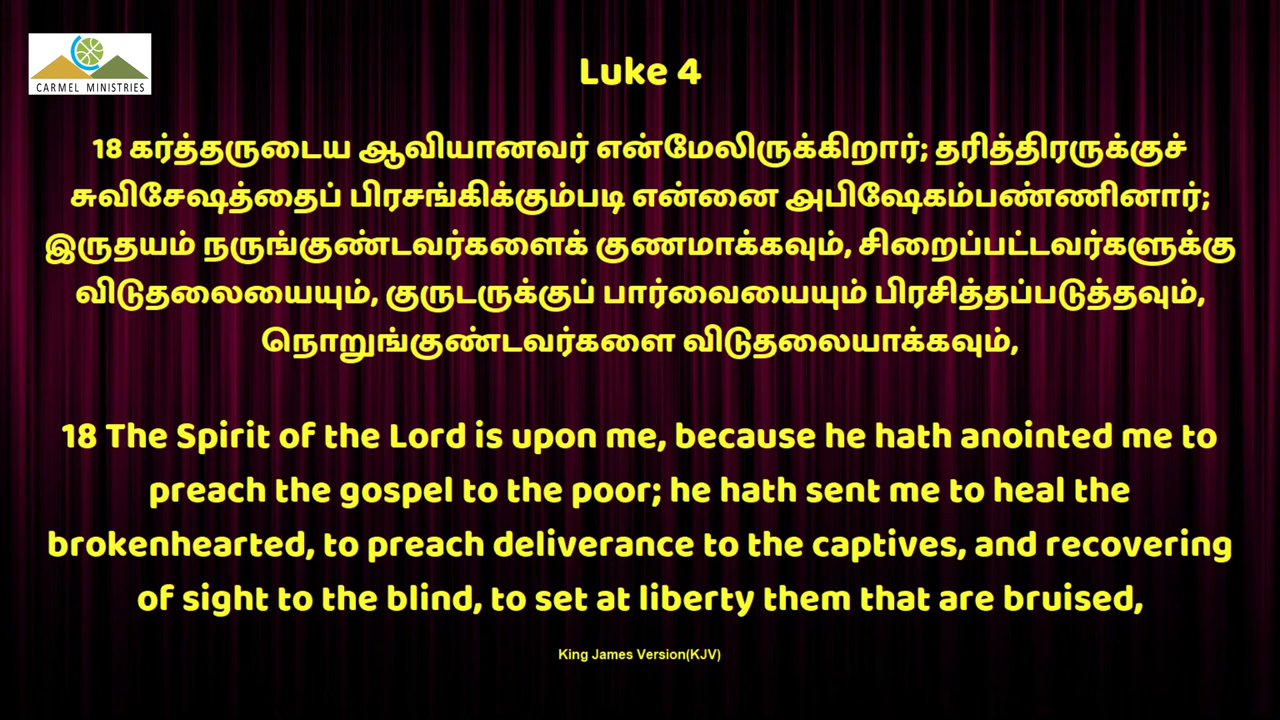 CARMEL MINISTRIES
Luke 4
18 கர்த்தருடைய ஆவியானவர் என்மேலிருக்கிறார்; தரித்திரருக்குச்
சுவிசேஷத்தைப் பிரசங்கிக்கும்படி என்னை அபிஷேகம்பண்ணினார்;
இருதயம் நருங்குண்டவர்களைக் குணமாக்கவும், சிறைப்பட்டவர்களுக்கு
விடுதலையையும், குருடருக்குப் பார்வையையும் பிரசித்தப்படுத்தவும்,
நொறுங்குண்டவர்களை விடுதலையாக்கவும்,
18 The Spirit of the Lord is upon me, because he hath anointed me to
preach the gospel to the poor; he hath sent me to heal the
brokenhearted, to preach deliverance to the captives, and recovering
of sight to the blind, to set at liberty them that are bruised,
King James Version(KJV)